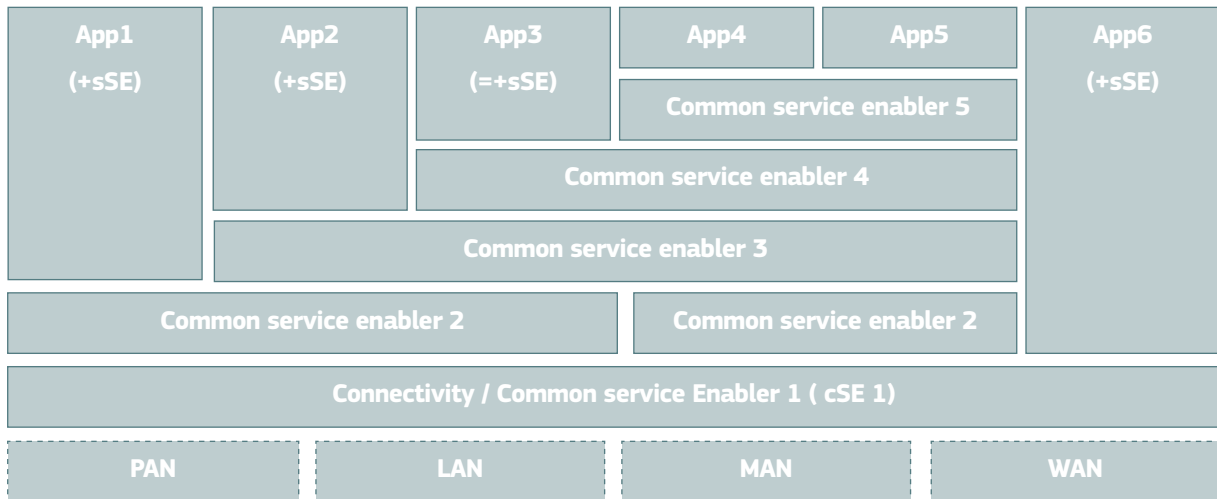 App1
(+sSE)
App2
(+sSE)
App3
(=+sSE)
App4
App5
App6
(+sSE)
Common service enabler 5
Common service enabler 4
Common service enabler 3
Common service enabler 2
Common service enabler 2
Connectivity / Common service Enabler 1 ( cSE 1)
PAN
LAN
MAN
WAN